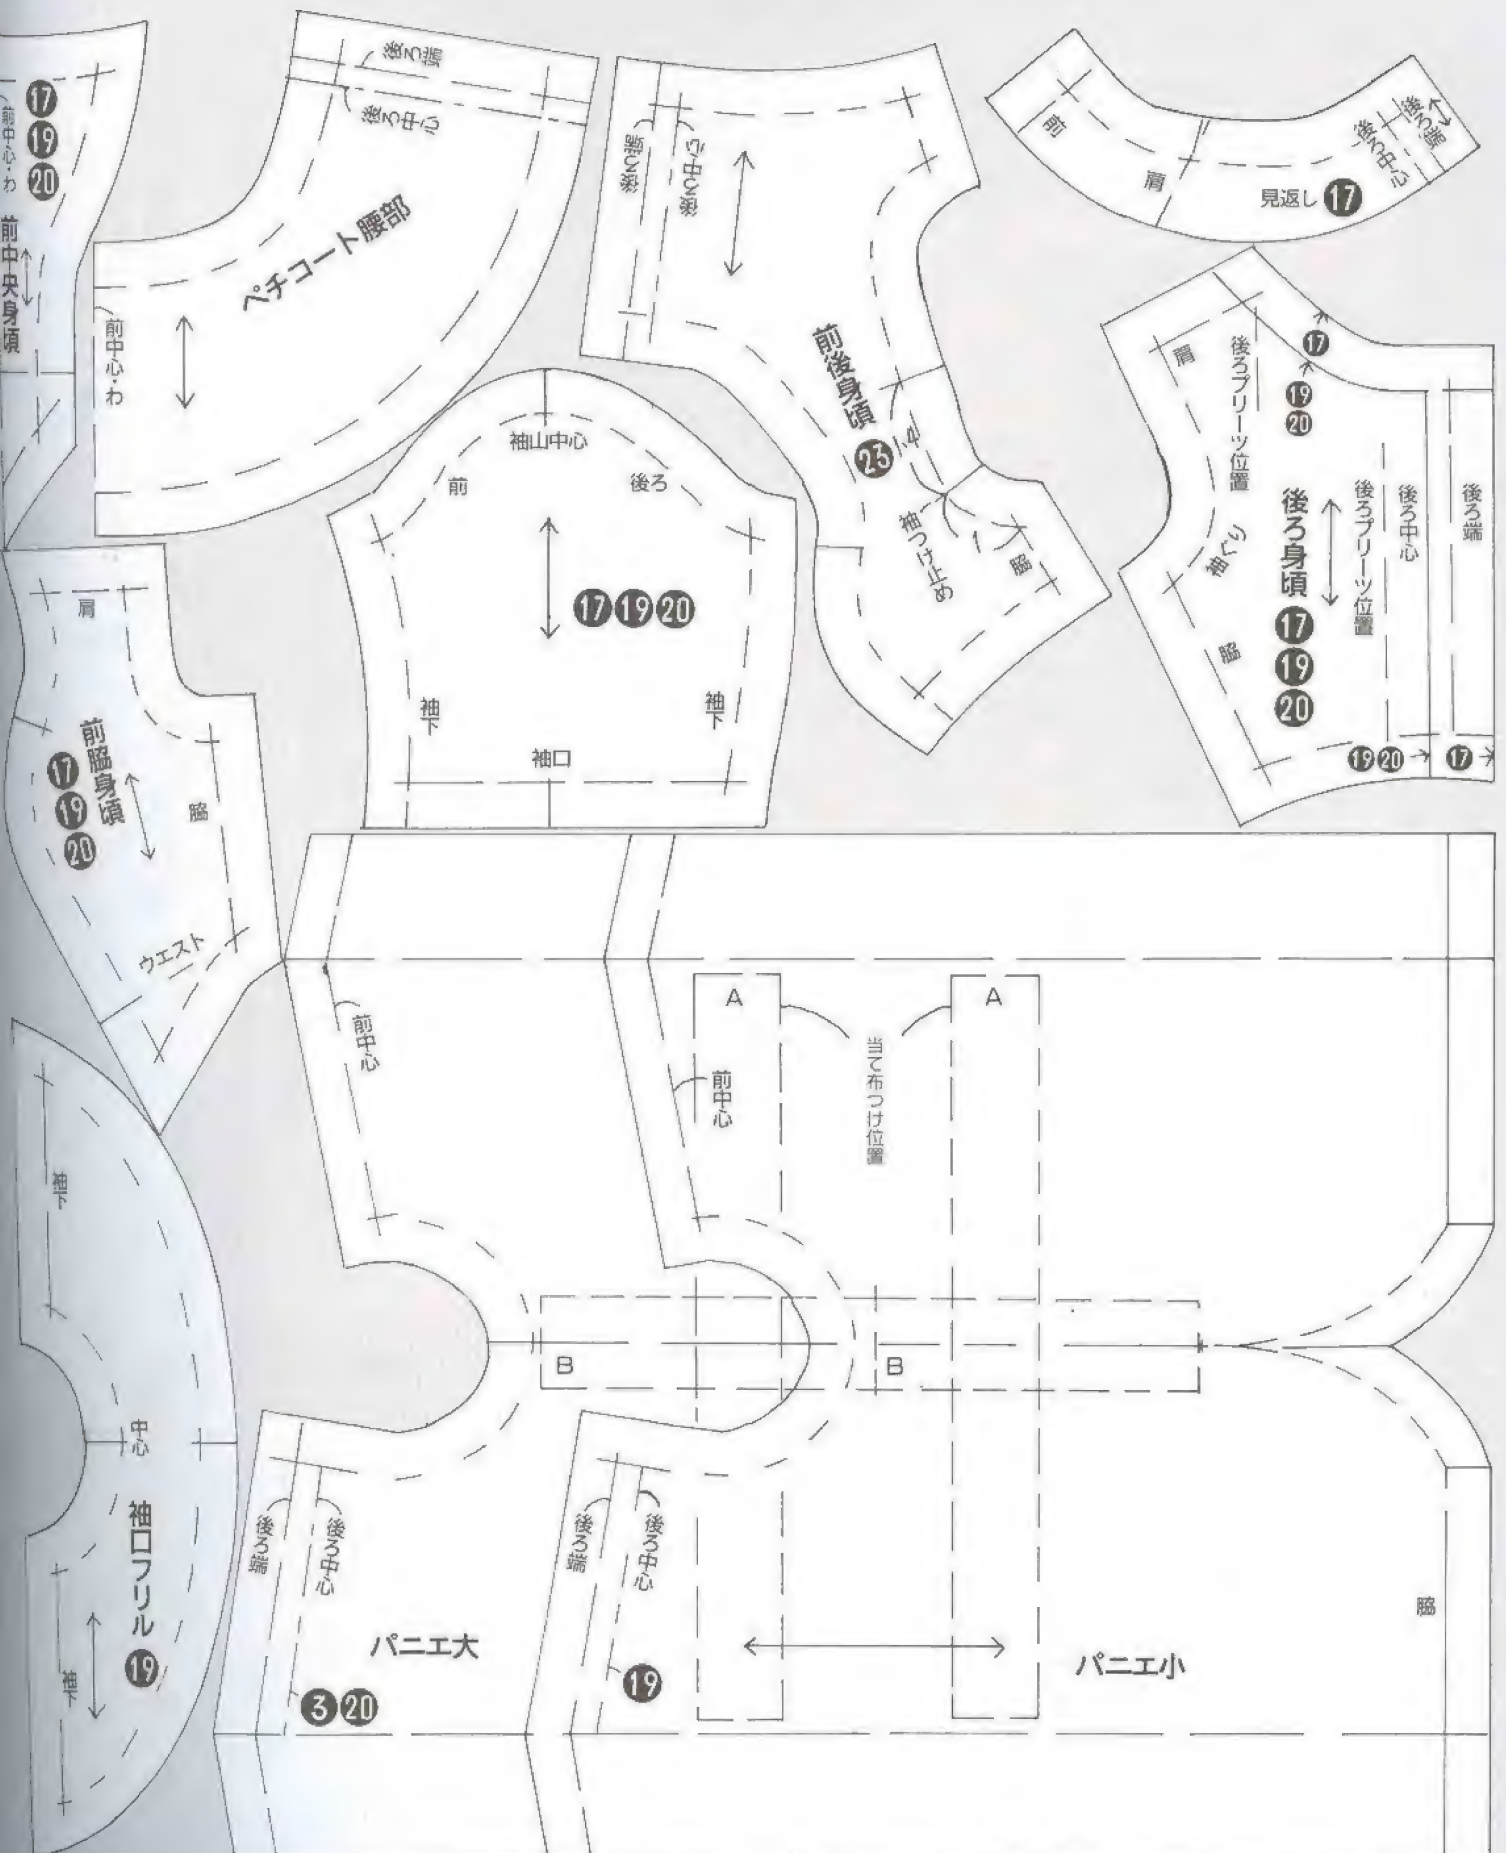 17
19
20
前中心・わ
前中央身頃
後ろ端
後ろ中心
ペチコート腰部
前中心・わ
後ろ端
後ろ中心
前後身頃
23
1.4
1
袖つけ止め
脇
前
肩
後ろ中心
後ろ端
見返し 17
肩
後ろプリーツ位置
17
19
20
袖ぐり
脇
後ろ身頃
17
19
20
後ろプリーツ位置
後ろ中心
後ろ端
19 20
17
袖山中心
前
後ろ
17 19 20
袖下
袖下
袖口
肩
前脇身頃
17
19
20
脇
ウエスト
前中心
前中心
A
A
当て布つけ位置
B
B
袖下
中心
袖口フリル
19
袖下
後ろ端
後ろ中心
パニエ大
3 20
後ろ端
後ろ中心
19
パニエ小
脇